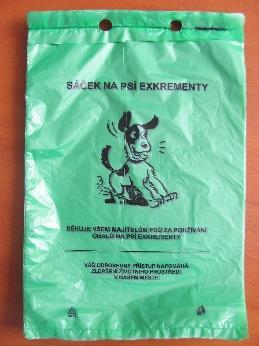 SÁČEK NA PSÍ EXKREMENTY
DĚKUJE VŠEM MAJITELŮM PSŮ ZA POUŽÍVÁNÍ
OBALŮ NA PSÍ EXKREMENTY
VÁŠ ODPOVĚDNÝ PŘÍSTUP NAPOMÁHÁ
ZLEPŠENÍ ŽIVOTNÍHO PROSTŘEDÍ
V NAŠEM MĚSTĚ